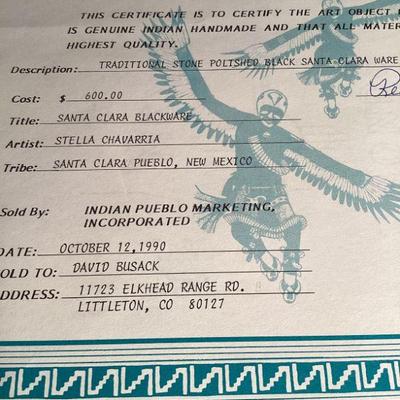 THIS CERTIFICATE IS TO CERTIFY THE ART OBJECT
IS GENUINE INDIAN HANDMADE AND THAT ALL MATER
HIGHEST QUALITY.
Description: TRADITIONAL STONE POLISHED BLACK SANTA CLARA WARE
Cost: $ 600.00
Title: SANTA CLARA BLACKWARE
Artist: STELLA CHAVARRIA
Tribe: SANTA CLARA PUEBLO, NEW MEXICO
Sold By: INDIAN PUEBLO MARKETING,
INCORPORATED
DATE: OCTOBER 12,1990
OLD TO: DAVID BUSACK
ADDRESS: 11723 ELKHEAD RANGE RD.
LITTLETON, CO 80127